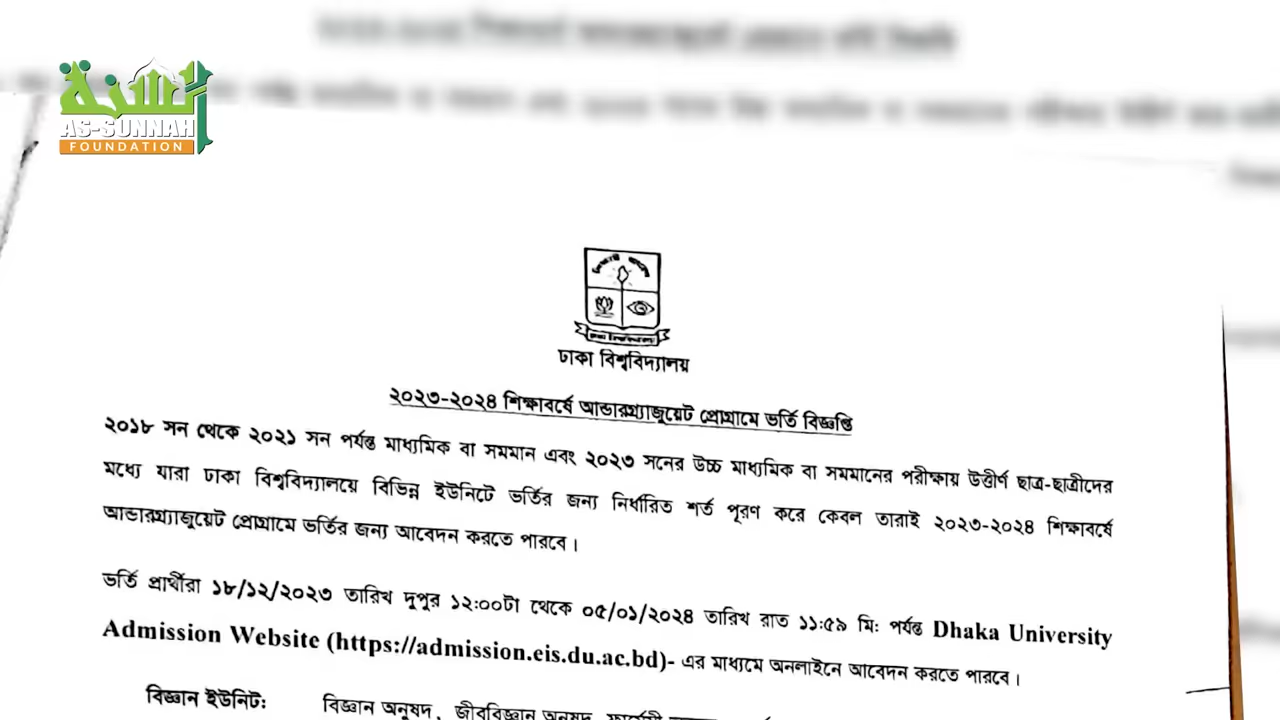 السنة
AS-SUNNAH
FOUNDATION
ঢাকা বিশ্ববিদ্যালয়
২০২৩-২০২৪ শিক্ষাবর্ষে আন্ডারগ্র্যাজুয়েট প্রোগ্রামে ভর্তি বিজ্ঞপ্তি
২০১৮ সন থেকে ২০২১ সন পর্যন্ত মাধ্যমিক বা সমমান এবং ২০২৩ সনের উচ্চ মাধ্যমিক বা সমমানের পরীক্ষায় উত্তীর্ণ ছাত্র-ছাত্রীদের
মধ্যে যারা ঢাকা বিশ্ববিদ্যালয়ে বিভিন্ন ইউনিটে ভর্তির জন্য নির্ধারিত শর্ত পূরণ করে কেবল তারাই ২০২৩-২০২৪ শিক্ষাবর্ষে
আন্ডারগ্র্যাজুয়েট প্রোগ্রামে ভর্তির জন্য আবেদন করতে পারবে।
ভর্তি প্রার্থীরা ১৮/১২/২০২৩ তারিখ দুপুর ১২:০০টা থেকে ০৫/০১/২০২৪ তারিখ রাত ১১:৫৯ মি: পর্যন্ত Dhaka University
Admission Website (https://admission.eis.du.ac.bd)- এর মাধ্যমে অনলাইনে আবেদন করতে পারবে।
বিজ্ঞান ইউনিট: বিজ্ঞান অনুষদ, জীববিজ্ঞান অনুষদ, ফার্মেসী